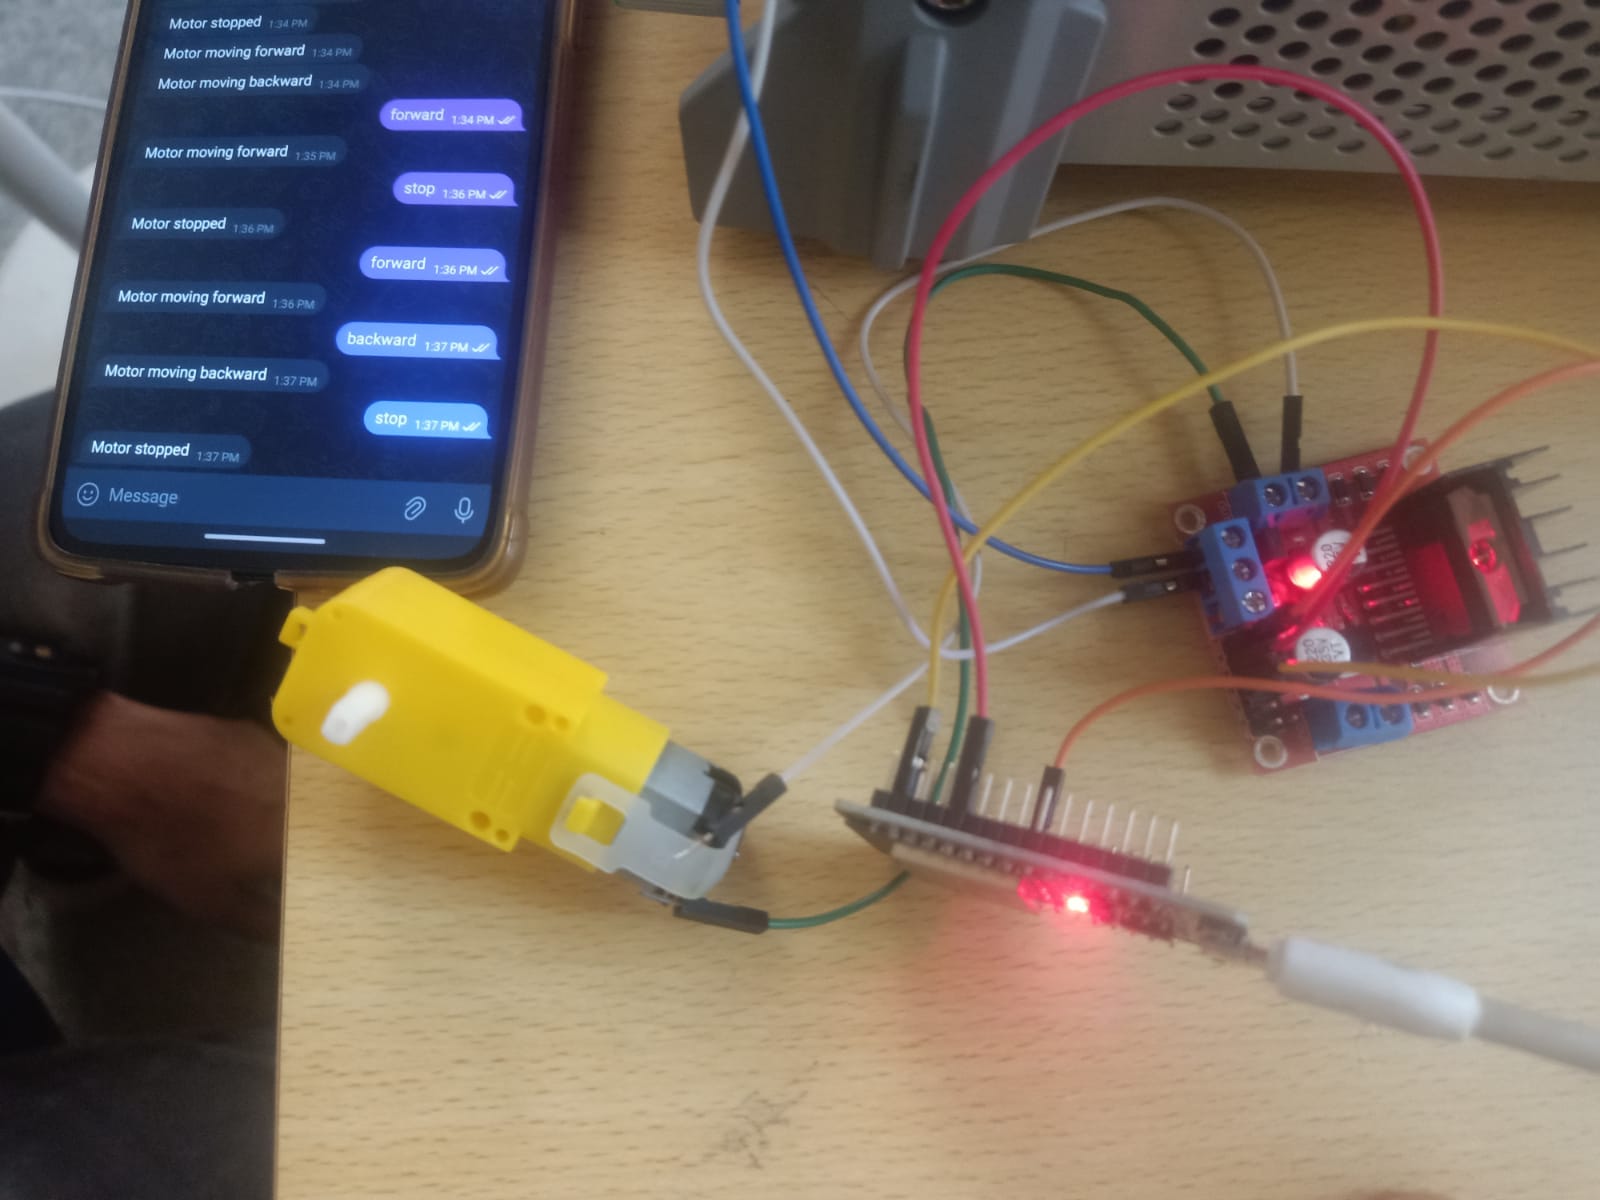 Motor stopped 1:34 PM
Motor moving forward 1:34 PM
Motor moving backward 1:34 PM
forward 1:34 PM
Motor moving forward 1:35 PM
stop 1:36 PM
Motor stopped 1:36 PM
forward 1:36 PM
Motor moving forward 1:36 PM
backward 1:37 PM
Motor moving backward 1:37 PM
stop 1:37 PM
Motor stopped 1:37 PM
Message
220
35V
VT